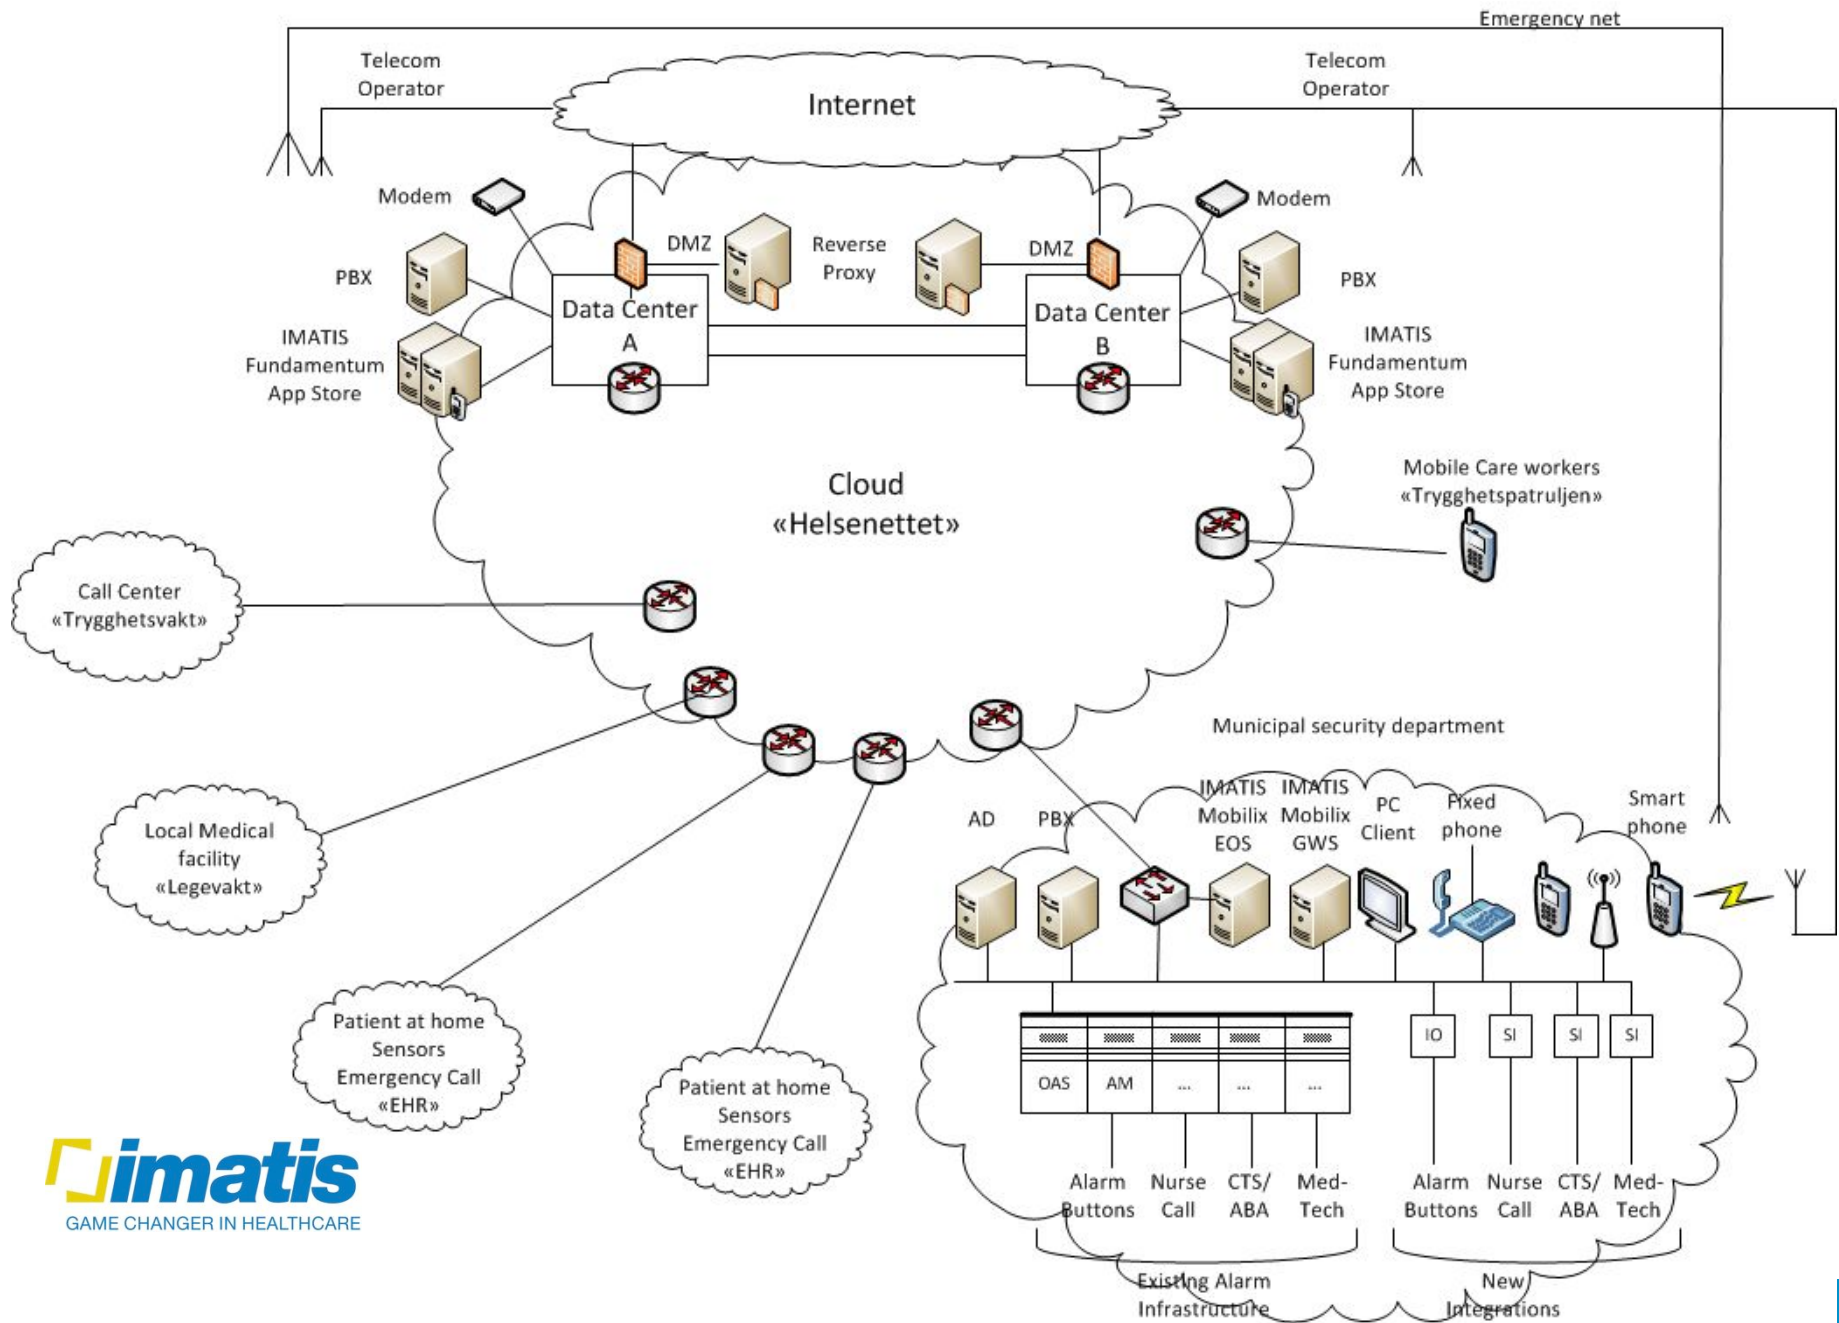 Emergency net
Telecom
Operator
Internet
Telecom
Operator
Modem
Modem
DMZ
Reverse
Proxy
DMZ
PBX
PBX
Data Center
A
Data Center
B
IMATIS
Fundamentum
App Store
IMATIS
Fundamentum
App Store
Cloud
«Helsenettet»
Mobile Care workers
«Trygghetspatruljen»
Call Center
«Trygghetsvakt»
Municipal security department
Local Medical
facility
«Legevakt»
AD
PBX
IMATIS
Mobilix
EOS
IMATIS
Mobilix
GWS
PC
Client
Fixed
phone
Smart
phone
Patient at home
Sensors
Emergency Call
«EHR»
Patient at home
Sensors
Emergency Call
«EHR»
IO
SI
SI
SI
OAS
AM
...
...
...
Alarm
Buttons
Nurse
Call
CTS/
ABA
Med-
Tech
Alarm
Buttons
Nurse
Call
CTS/
ABA
Med-
Tech
Existing Alarm
Infrastructure
New
Integrations
imatis
GAME CHANGER IN HEALTHCARE